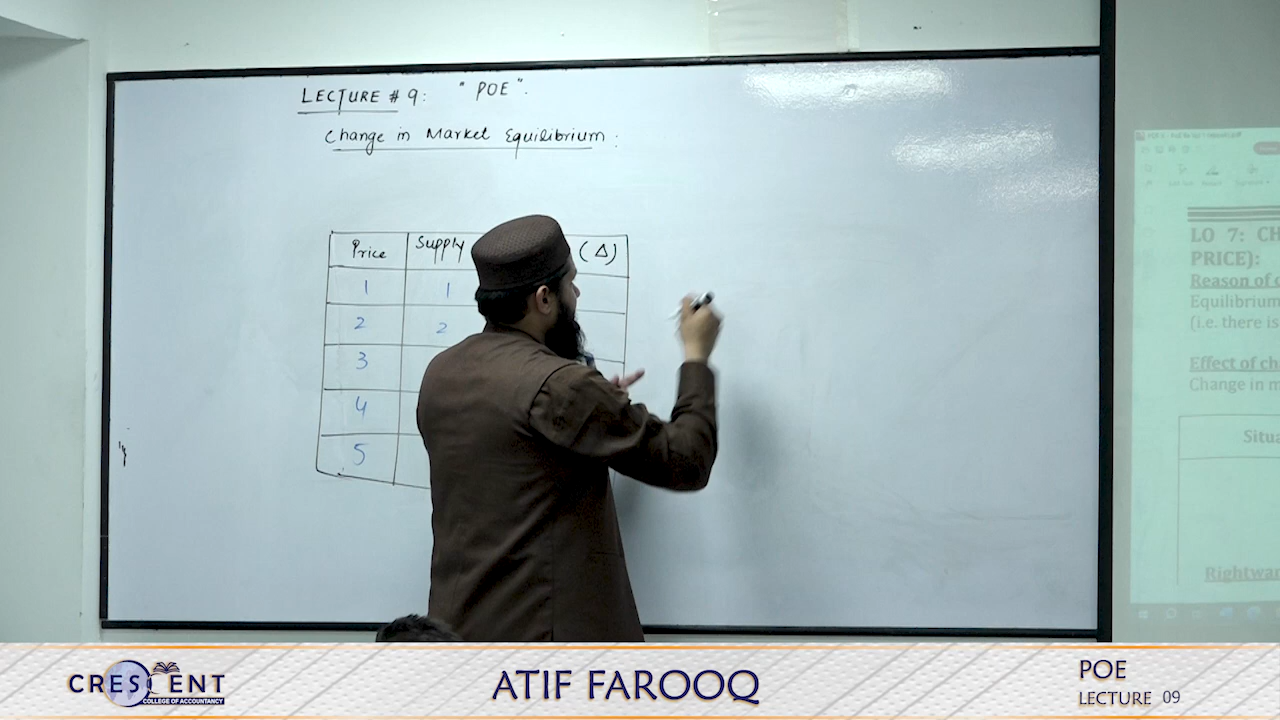 LECTURE # 9: "POE".
Change in Market Equilibrium:
Price Supply (Δ)
1 1
2 2
3
4
5
LO 7: CH
PRICE):
Reason of
Equilibrium
(i.e. there is
Effect of ch
Change in m
Situa
Rightwar
CRESCENT
COLLEGE OF ACCOUNTANCY
ATIF FAROOQ
POE
LECTURE 09